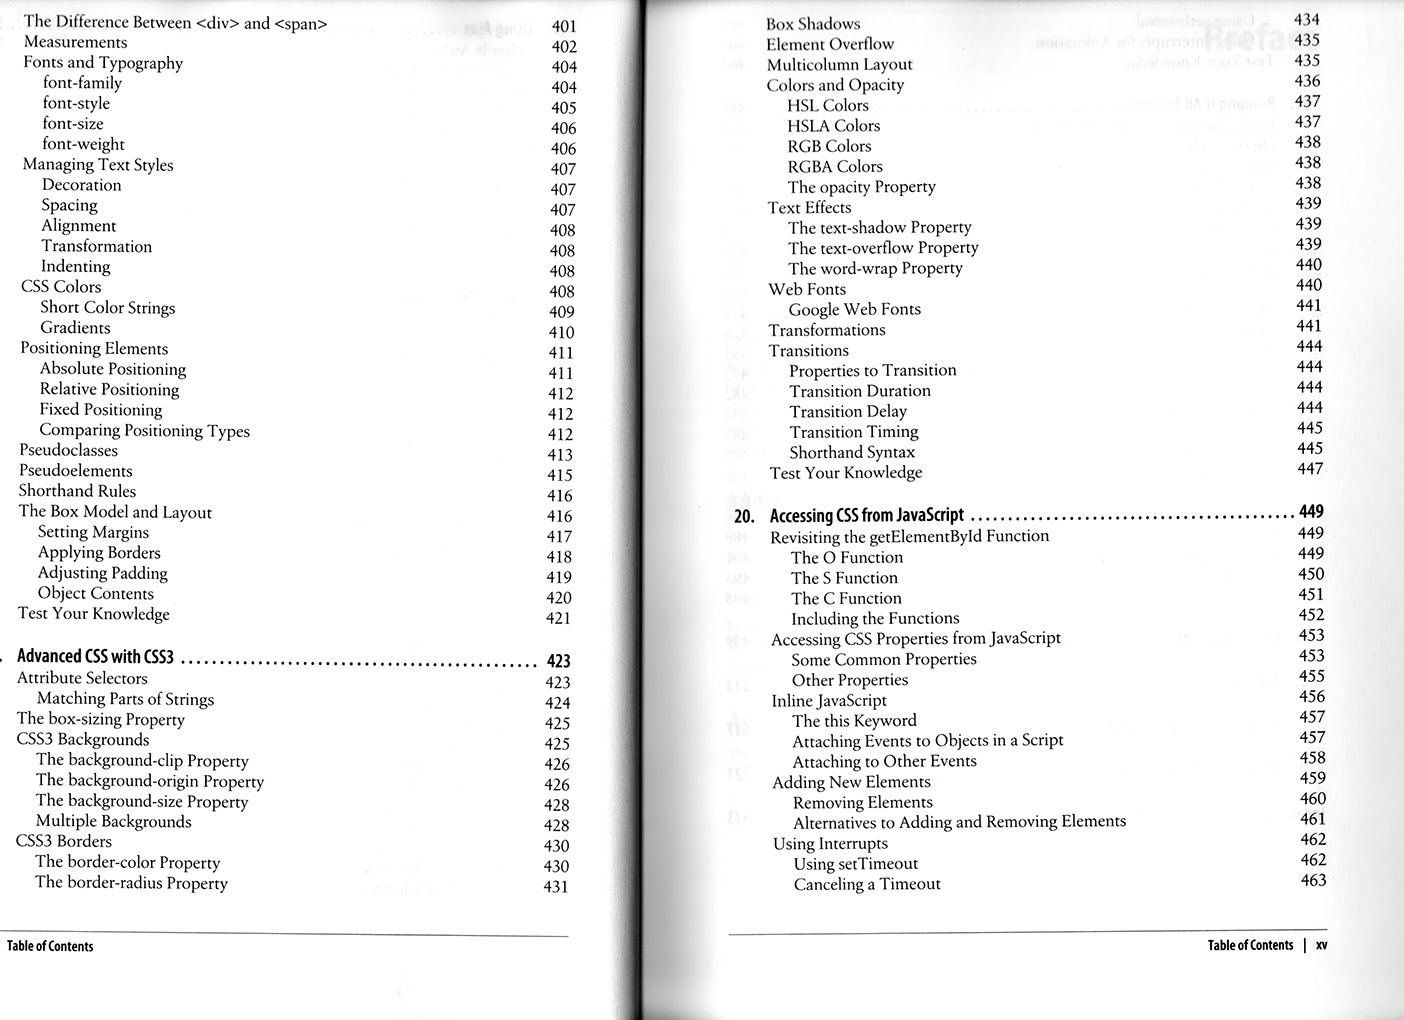 The Difference Between <div> and <span> 401
Measurements 402
Fonts and Typography 404
font-family 404
font-style 405
font-size 406
font-weight 406
Managing Text Styles 407
Decoration 407
Spacing 407
Alignment 408
Transformation 408
Indenting 408
CSS Colors 408
Short Color Strings 409
Gradients 410
Positioning Elements 411
Absolute Positioning 411
Relative Positioning 412
Fixed Positioning 412
Comparing Positioning Types 412
Pseudoclasses 413
Pseudoelements 415
Shorthand Rules 416
The Box Model and Layout 416
Setting Margins 417
Applying Borders 418
Adjusting Padding 419
Object Contents 420
Test Your Knowledge 421
Advanced CSS with CSS3 423
Attribute Selectors 423
Matching Parts of Strings 424
The box-sizing Property 425
CSS3 Backgrounds 425
The background-clip Property 426
The background-origin Property 426
The background-size Property 428
Multiple Backgrounds 428
CSS3 Borders 430
The border-color Property 430
The border-radius Property 431
Table of Contents
Box Shadows 434
Element Overflow 435
Multicolumn Layout 435
Colors and Opacity 436
HSL Colors 437
HSLA Colors 437
RGB Colors 438
RGBA Colors 438
The opacity Property 438
Text Effects 439
The text-shadow Property 439
The text-overflow Property 439
The word-wrap Property 440
Web Fonts 440
Google Web Fonts 441
Transformations 441
Transitions 444
Properties to Transition 444
Transition Duration 444
Transition Delay 444
Transition Timing 445
Shorthand Syntax 445
Test Your Knowledge 447
20. Accessing CSS from JavaScript 449
Revisiting the getElementById Function 449
The O Function 449
The S Function 450
The C Function 451
Including the Functions 452
Accessing CSS Properties from JavaScript 453
Some Common Properties 453
Other Properties 455
Inline JavaScript 456
The this Keyword 457
Attaching Events to Objects in a Script 457
Attaching to Other Events 458
Adding New Elements 459
Removing Elements 460
Alternatives to Adding and Removing Elements 461
Using Interrupts 462
Using setTimeout 462
Canceling a Timeout 463
Table of Contents | xv